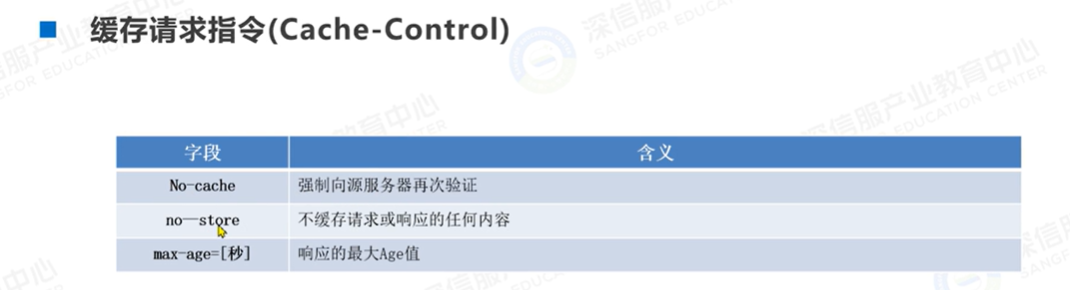 缓存请求指令(Cache-Control)
字段 含义
No-cache 强制向源服务器再次验证
no—store 不缓存请求或响应的任何内容
max-age=[秒] 响应的最大Age值
深信服产业教育中心
SANGFOR EDUCATION CENTER